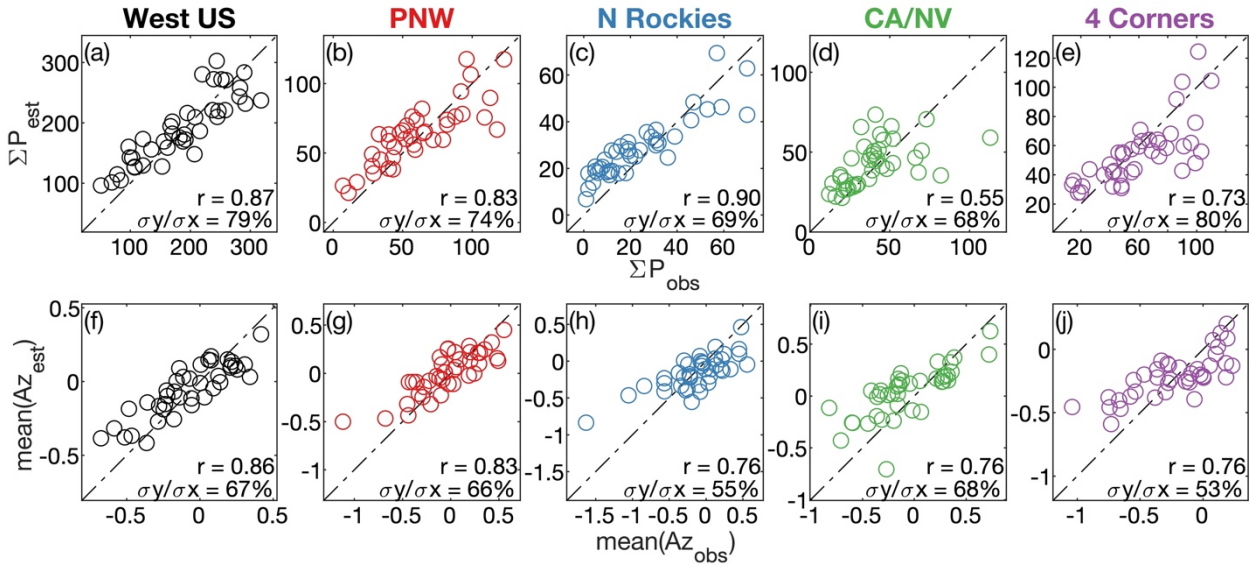 West US PNW N Rockies CA/NV 4 Corners
(a) (b) (c) (d) (e)
ΣP_est
300
200
100
100 200 300
r = 0.87
σy/σx = 79%
100
50
0
0 50 100
r = 0.83
σy/σx = 74%
60
40
20
0
0 20 40 60
r = 0.90
σy/σx = 69%
100
50
0
0 50 100
r = 0.55
σy/σx = 68%
120
100
80
60
40
20
20 60 100
r = 0.73
σy/σx = 80%
ΣP_obs
(f) (g) (h) (i) (j)
mean(Az_est)
0.5
0
-0.5
-0.5 0 0.5
r = 0.86
σy/σx = 67%
0.5
0
-0.5
-1
-1 -0.5 0 0.5
r = 0.83
σy/σx = 66%
0.5
0
-0.5
-1
-1.5
-1.5 -1 -0.5 0 0.5
r = 0.76
σy/σx = 55%
0.5
0
-0.5
-1
-1 -0.5 0 0.5
r = 0.76
σy/σx = 68%
0
-0.5
-1
-1 -0.5 0
r = 0.76
σy/σx = 53%
mean(Az_obs)